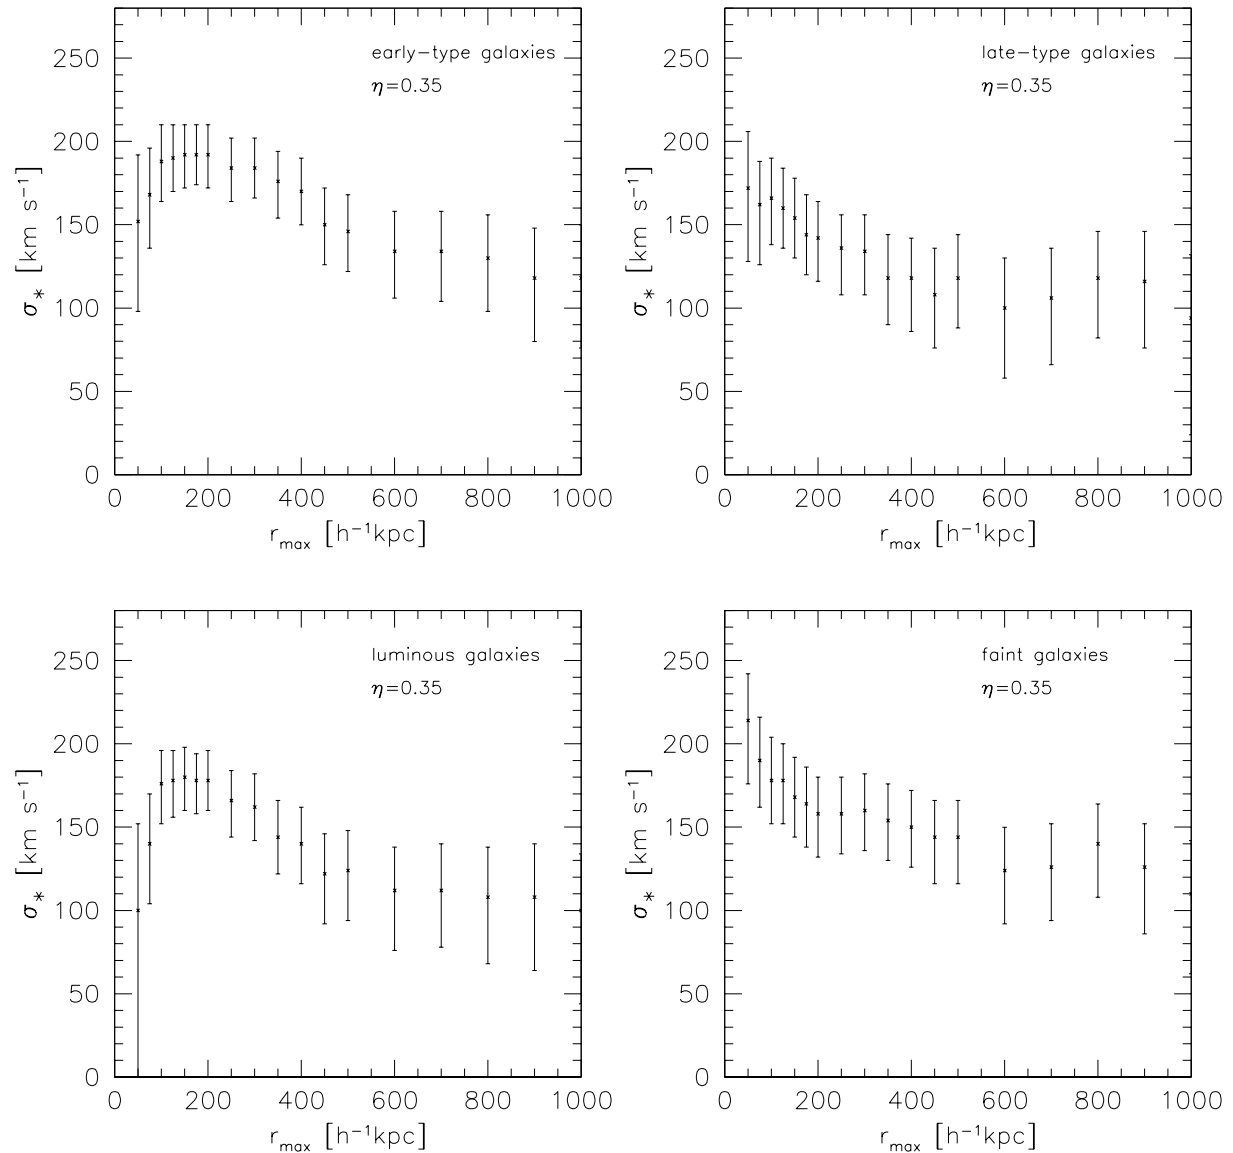 early-type galaxies
η=0.35
250
200
150
100
50
0
σ* [km s⁻¹]
0 200 400 600 800 1000
r_max [h⁻¹kpc]
late-type galaxies
η=0.35
250
200
150
100
50
0
σ* [km s⁻¹]
0 200 400 600 800 1000
r_max [h⁻¹kpc]
luminous galaxies
η=0.35
250
200
150
100
50
0
σ* [km s⁻¹]
0 200 400 600 800 1000
r_max [h⁻¹kpc]
faint galaxies
η=0.35
250
200
150
100
50
0
σ* [km s⁻¹]
0 200 400 600 800 1000
r_max [h⁻¹kpc]